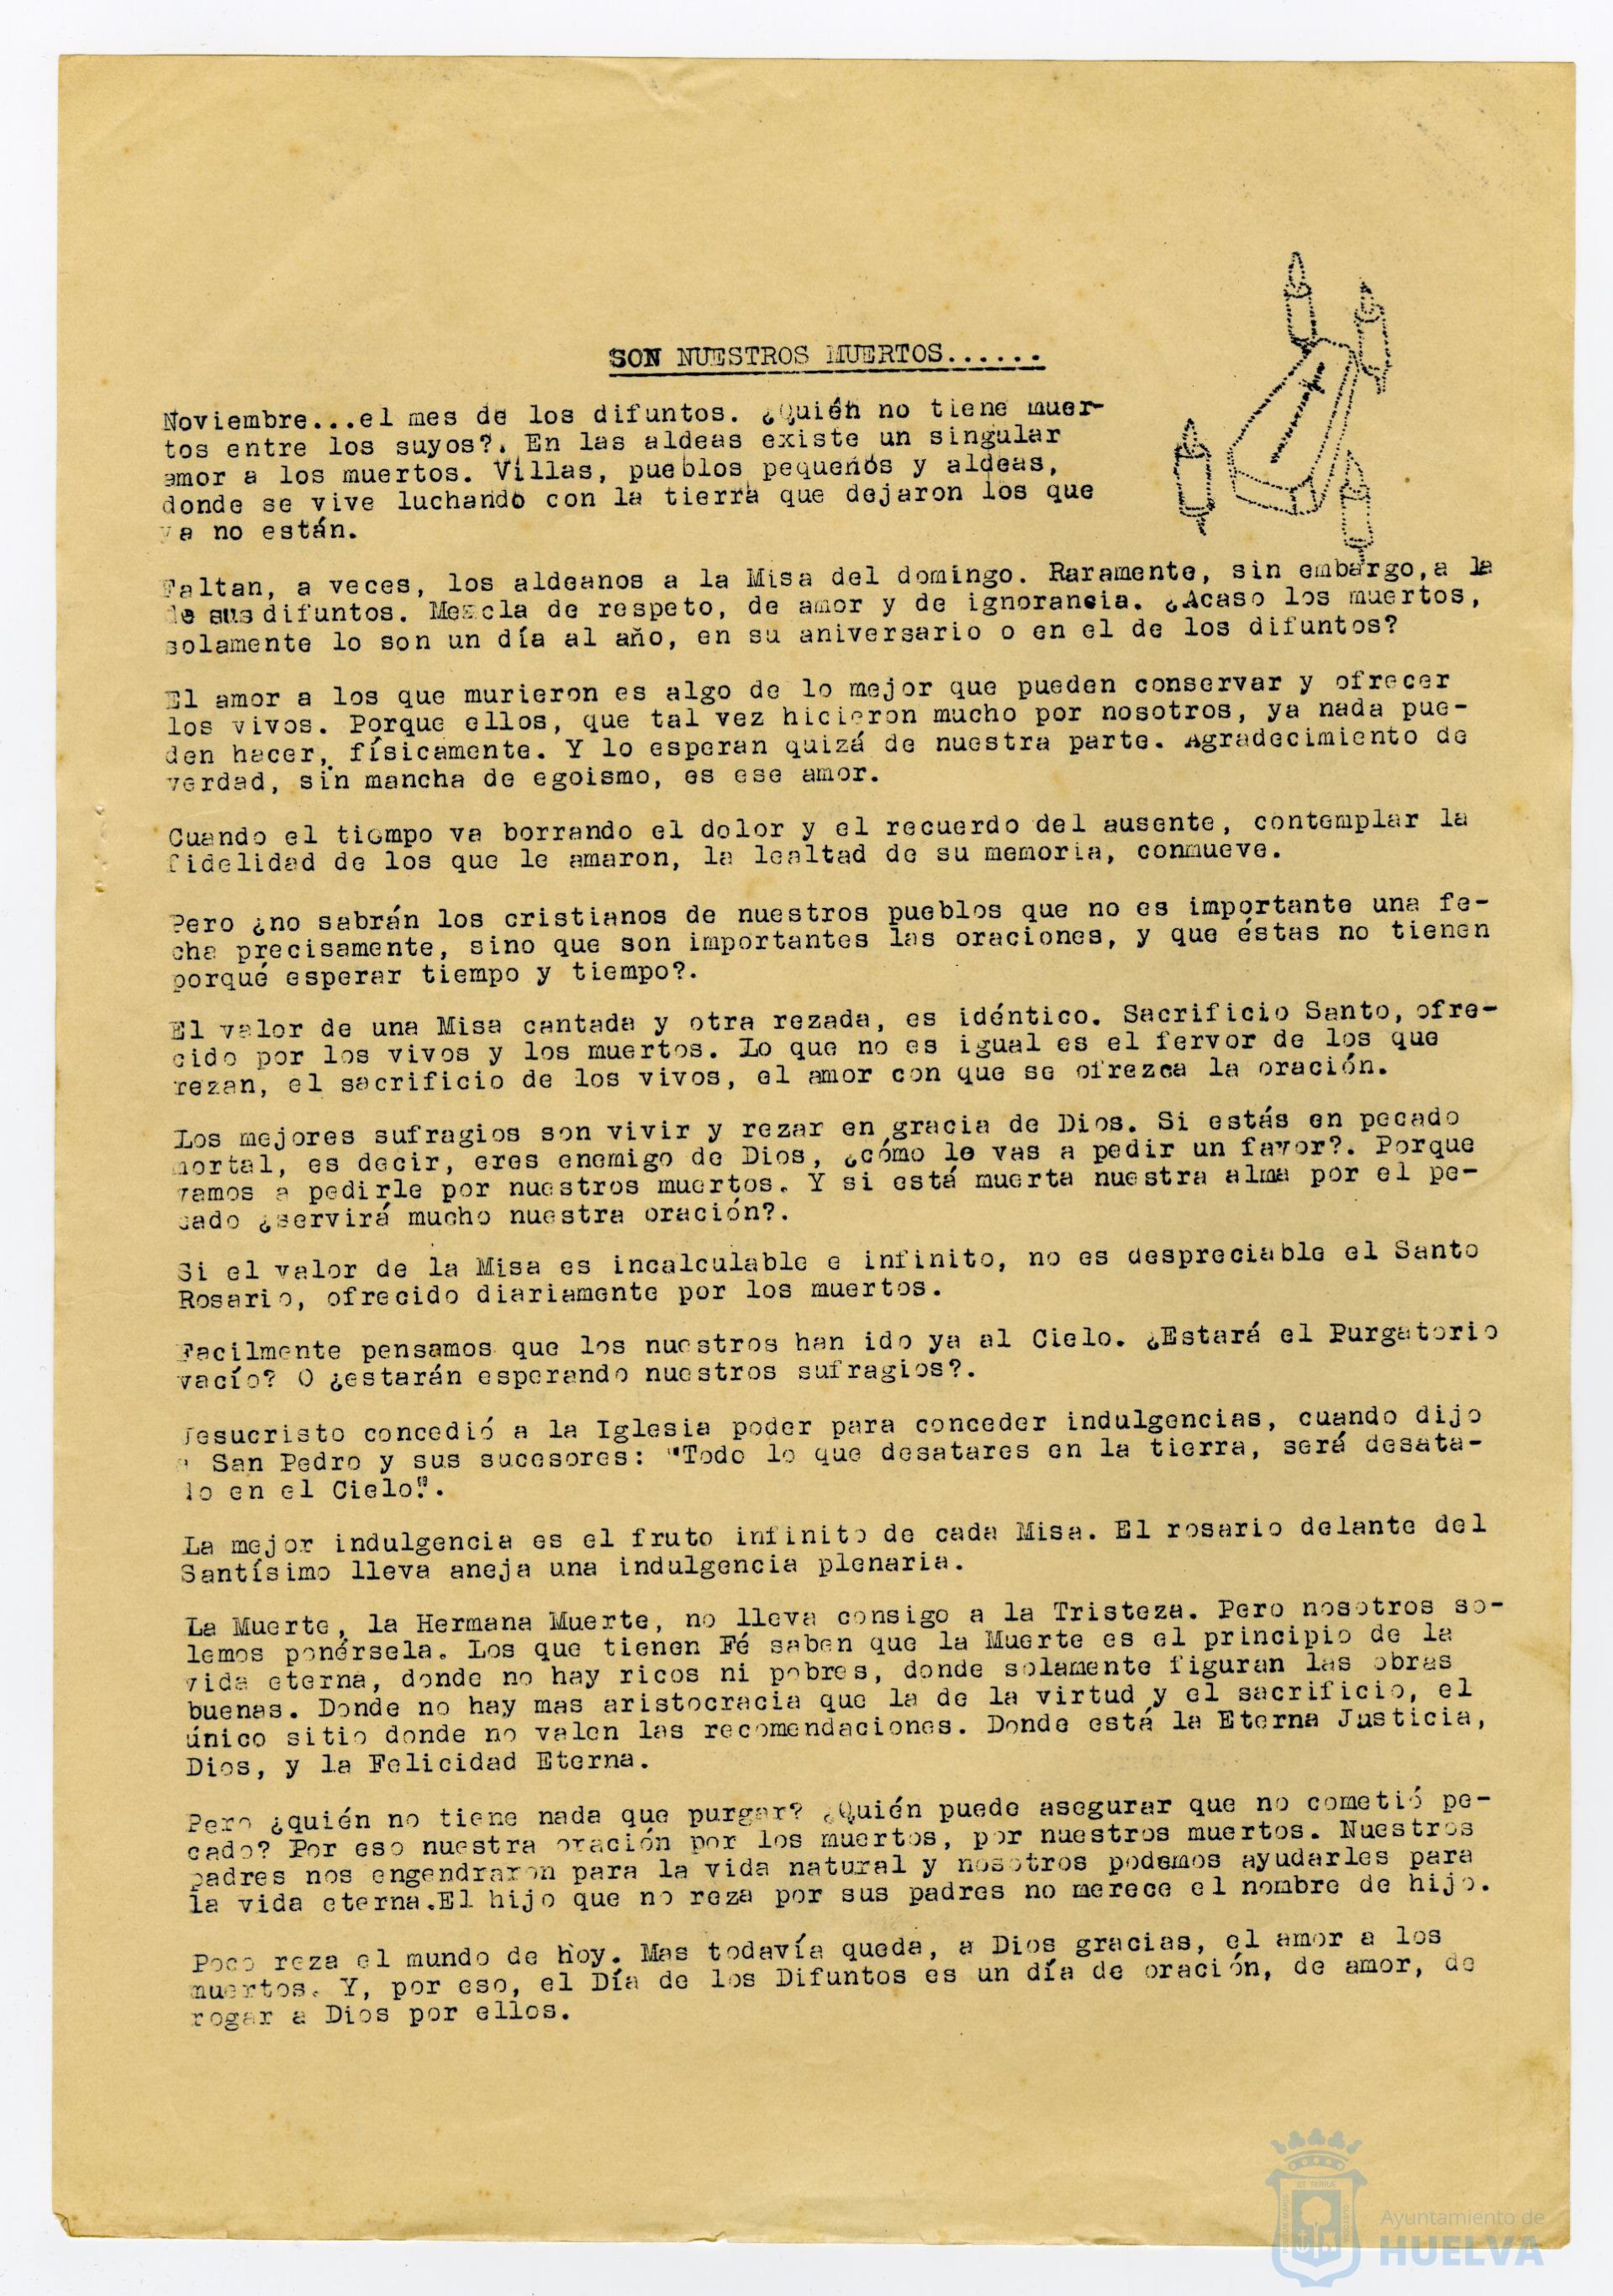 SON NUESTROS MUERTOS......
Noviembre...el mes de los difuntos. ¿Quién no tiene muer-
tos entre los suyos?. En las aldeas existe un singular
amor a los muertos. Villas, pueblos pequeños y aldeas,
donde se vive luchando con la tierra que dejaron los que
ya no están.
Faltan, a veces, los aldeanos a la Misa del domingo. Raramente, sin embargo, a la
de sus difuntos. Mezcla de respeto, de amor y de ignorancia. ¿Acaso los muertos,
solamente lo son un día al año, en su aniversario o en el de los difuntos?
El amor a los que murieron es algo de lo mejor que pueden conservar y ofrecer
los vivos. Porque ellos, que tal vez hicieron mucho por nosotros, ya nada pue-
den hacer, físicamente. Y lo esperan quizá de nuestra parte. Agradecimiento de
verdad, sin mancha de egoismo, es ese amor.
Cuando el tiempo va borrando el dolor y el recuerdo del ausente, contemplar la
fidelidad de los que le amaron, la lealtad de su memoria, conmueve.
Pero ¿no sabrán los cristianos de nuestros pueblos que no es importante una fe-
cha precisamente, sino que son importantes las oraciones, y que éstas no tienen
porqué esperar tiempo y tiempo?.
El valor de una Misa cantada y otra rezada, es idéntico. Sacrificio Santo, ofre-
cido por los vivos y los muertos. Lo que no es igual es el fervor de los que
rezan, el sacrificio de los vivos, el amor con que se ofrezca la oración.
Los mejores sufragios son vivir y rezar en gracia de Dios. Si estás en pecado
mortal, es decir, eres enemigo de Dios, ¿cómo le vas a pedir un favor?. Porque
vamos a pedirle por nuestros muertos. Y si está muerta nuestra alma por el pe-
cado ¿servirá mucho nuestra oración?.
Si el valor de la Misa es incalculable e infinito, no es despreciable el Santo
Rosario, ofrecido diariamente por los muertos.
Facilmente pensamos que los nuestros han ido ya al Cielo. ¿Estará el Purgatorio
vacío? O ¿estarán esperando nuestros sufragios?.
Jesucristo concedió a la Iglesia poder para conceder indulgencias, cuando dijo
a San Pedro y sus sucesores: "Todo lo que desatares en la tierra, será desata-
do en el Cielo".
La mejor indulgencia es el fruto infinito de cada Misa. El rosario delante del
Santísimo lleva aneja una indulgencia plenaria.
La Muerte, la Hermana Muerte, no lleva consigo a la Tristeza. Pero nosotros so-
lemos ponérsela. Los que tienen Fé saben que la Muerte es el principio de la
vida eterna, donde no hay ricos ni pobres, donde solamente figuran las obras
buenas. Donde no hay mas aristocracia que la de la virtud y el sacrificio, el
único sitio donde no valen las recomendaciones. Donde está la Eterna Justicia,
Dios, y la Felicidad Eterna.
Pero ¿quién no tiene nada que purgar? ¿Quién puede asegurar que no cometió pe-
cado? Por eso nuestra oración por los muertos, por nuestros muertos. Nuestros
padres nos engendraron para la vida natural y nosotros podemos ayudarles para
la vida eterna.El hijo que no reza por sus padres no merece el nombre de hijo.
Poco reza el mundo de hoy. Mas todavía queda, a Dios gracias, el amor a los
muertos. Y, por eso, el Día de los Difuntos es un día de oración, de amor, de
rogar a Dios por ellos.
Ayuntamiento de
HUELVA